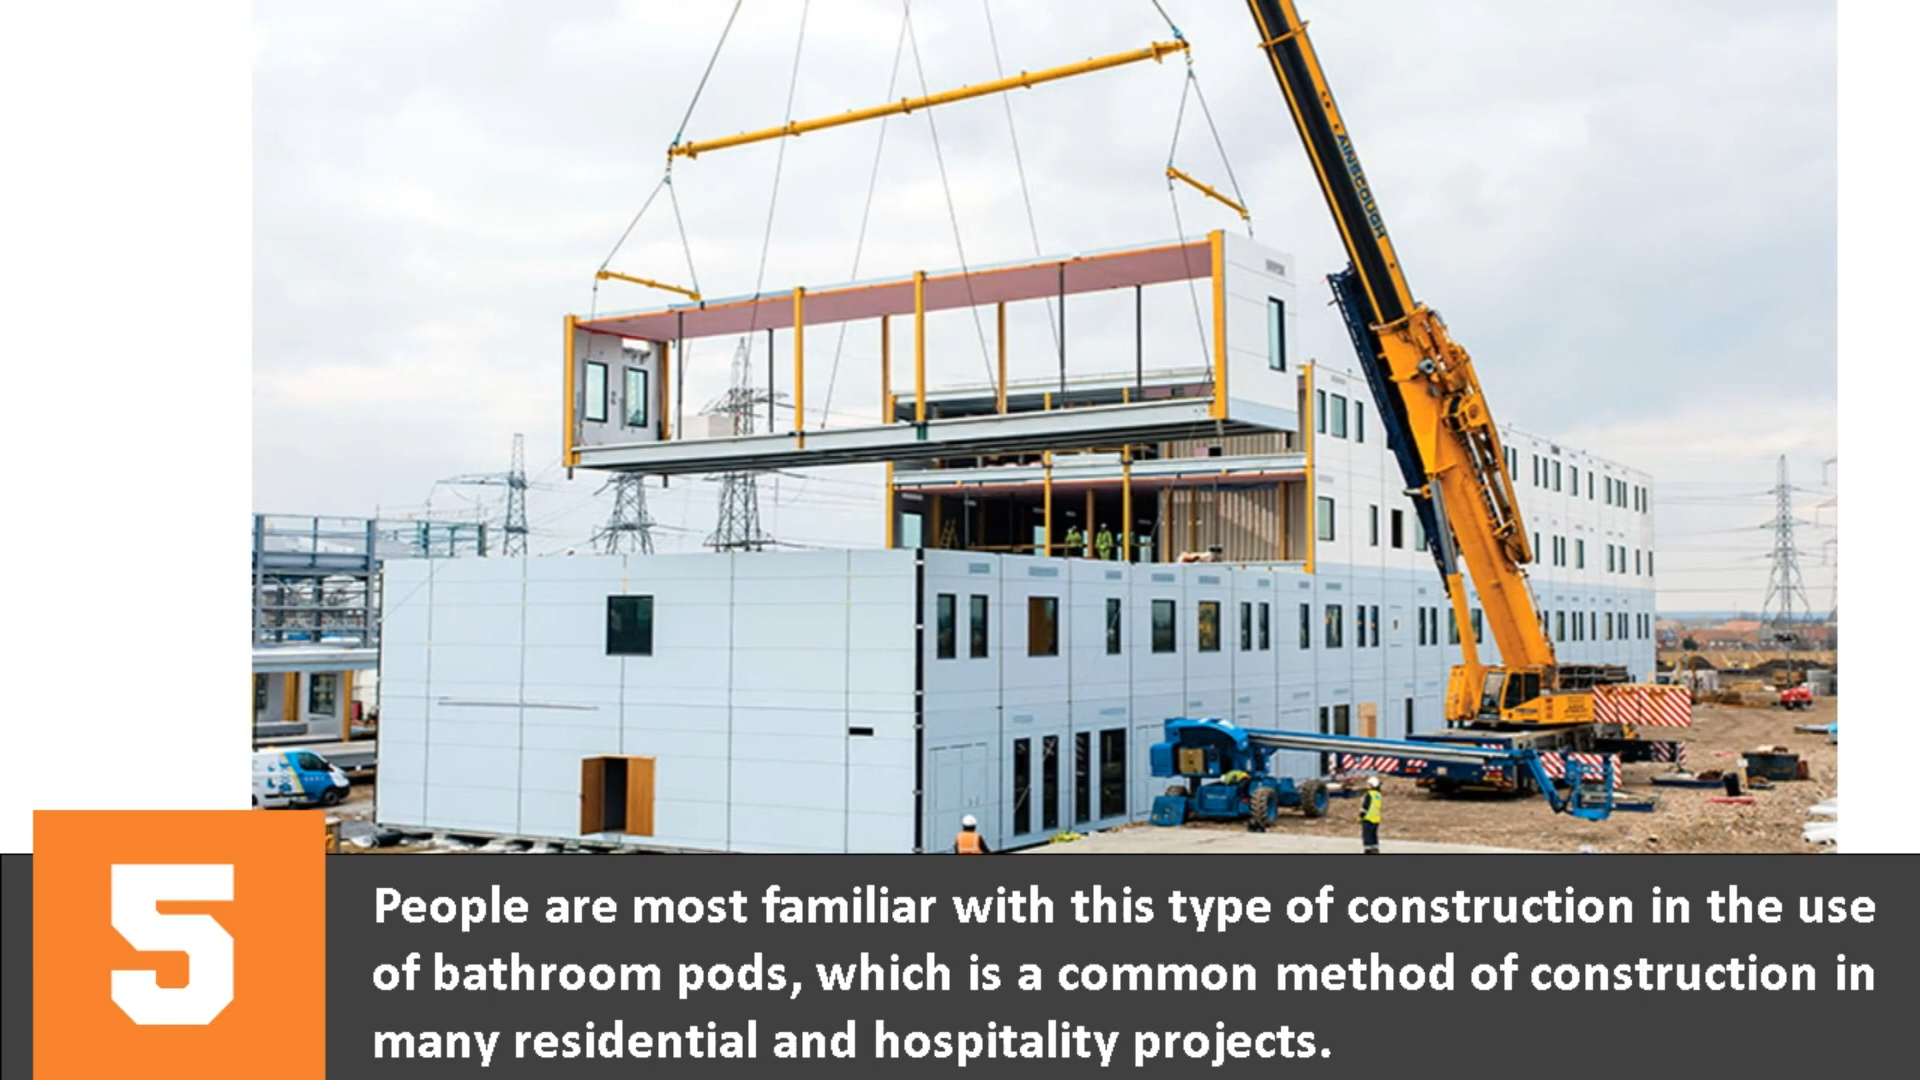 AINSCOUGH
5
People are most familiar with this type of construction in the use
of bathroom pods, which is a common method of construction in
many residential and hospitality projects.